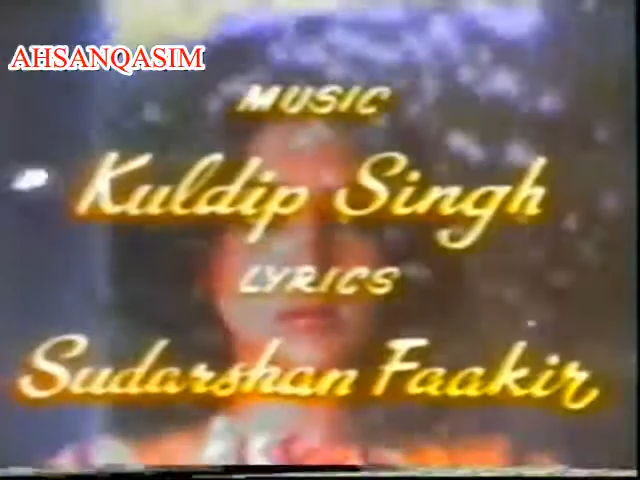 AHSANQASIM
MUSIC
Kuldip Singh
LYRICS
Sudarshan Faakir